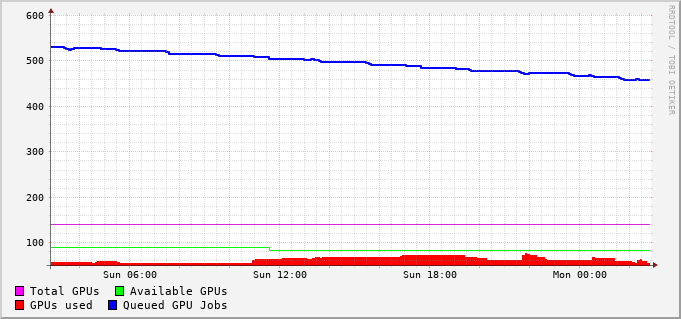 600
500
400
300
200
100
Sun 06:00 Sun 12:00 Sun 18:00 Mon 00:00
Total GPUs Available GPUs
GPUs used Queued GPU Jobs
RRDTOOL / TOBI OETIKER